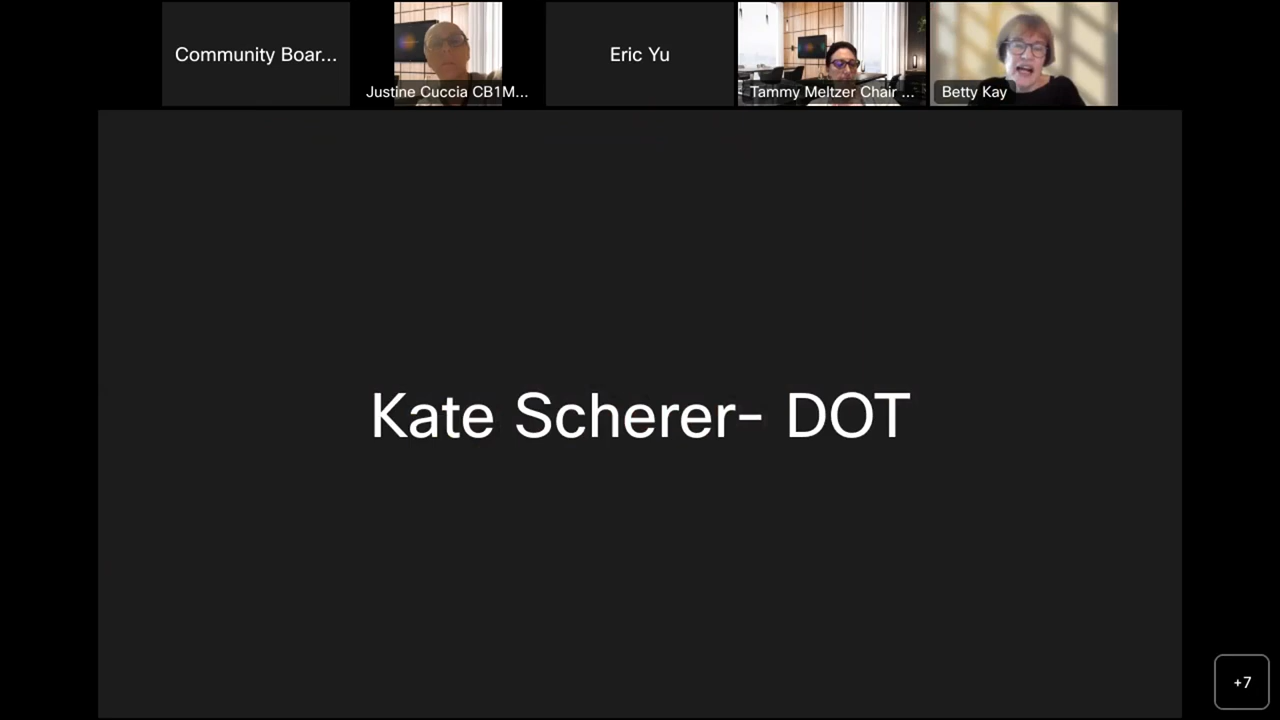 Community Boar...
Justine Cuccia CB1M...
Eric Yu
Tammy Meltzer Chair ...
Betty Kay
Kate Scherer- DOT
+7